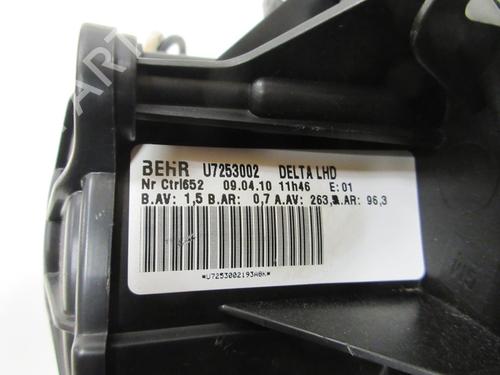 BEHR U7253002 DELTA LHD
Nr Ctrl652 09.04.10 11h46 E:01
B.AV: 1,5 B.AR: 0,7 A.AV: 263, A.AR: 96,3
*U7253002193A8K*